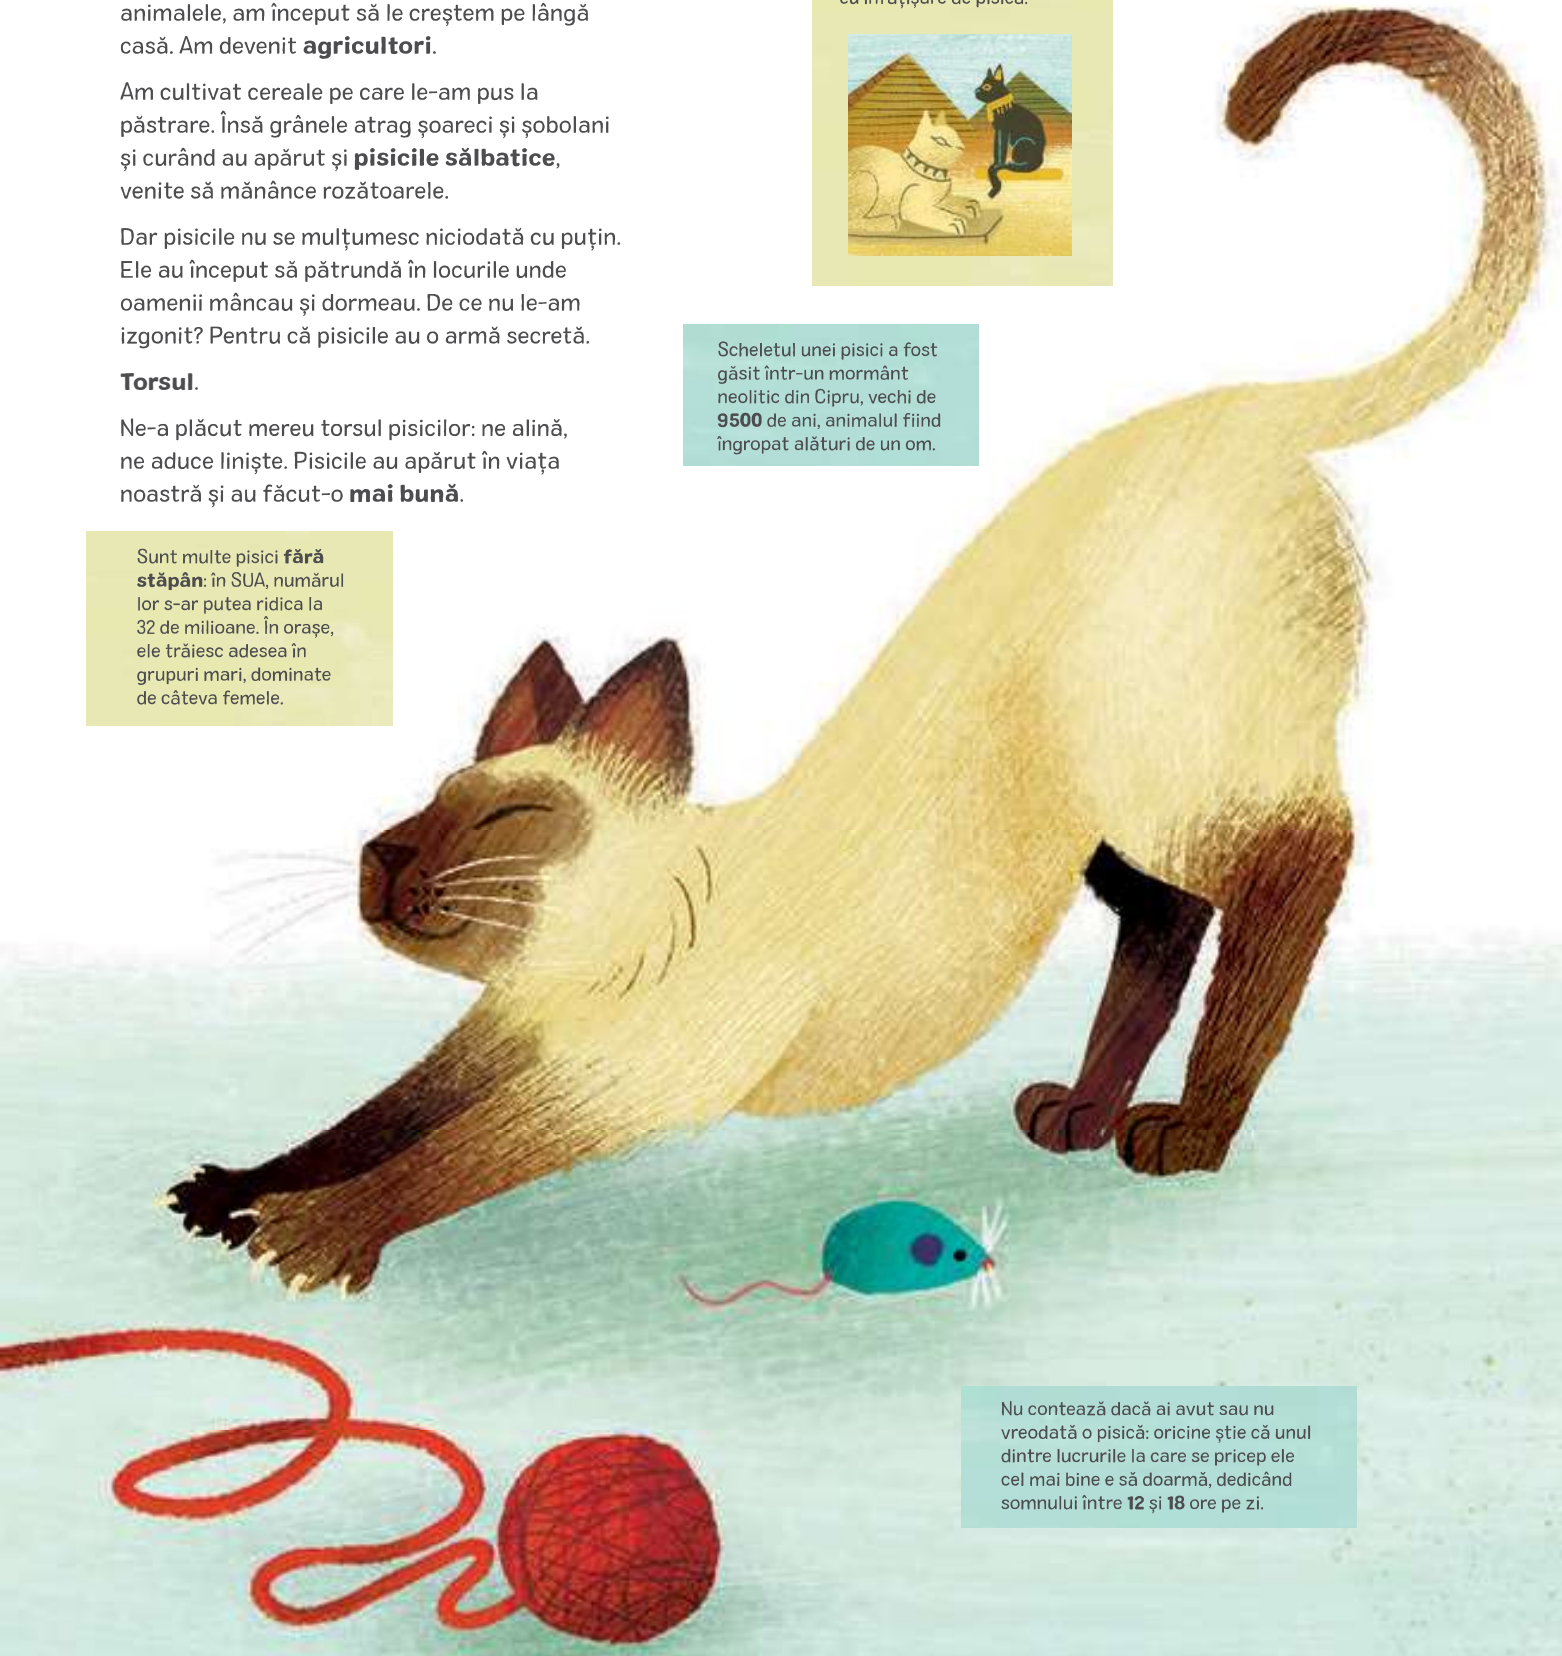 animalele, am început să le creștem pe lângă
casă. Am devenit agricultori.
Am cultivat cereale pe care le-am pus la
păstrare. Însă grânele atrag șoareci și șobolani
și curând au apărut și pisicile sălbatice,
venite să mănânce rozătoarele.
Dar pisicile nu se mulțumesc niciodată cu puțin.
Ele au început să pătrundă în locurile unde
oamenii mâncau și dormeau. De ce nu le-am
izgonit? Pentru că pisicile au o armă secretă.
Torsul.
Ne-a plăcut mereu torsul pisicilor: ne alină,
ne aduce liniște. Pisicile au apărut în viața
noastră și au făcut-o mai bună.
cu înfățișare de pisică.
Scheletul unei pisici a fost
găsit într-un mormânt
neolitic din Cipru, vechi de
9500 de ani, animalul fiind
îngropat alături de un om.
Sunt multe pisici fără
stăpân: în SUA, numărul
lor s-ar putea ridica la
32 de milioane. În orașe,
ele trăiesc adesea în
grupuri mari, dominate
de câteva femele.
Nu contează dacă ai avut sau nu
vreodată o pisică: oricine știe că unul
dintre lucrurile la care se pricep ele
cel mai bine e să doarmă, dedicând
somnului între 12 și 18 ore pe zi.